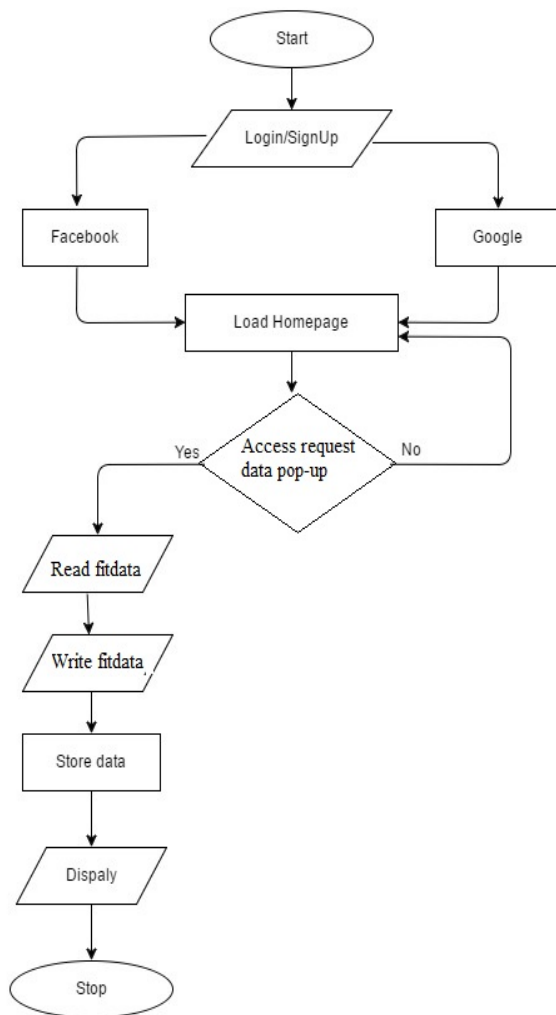 Start
Login/SignUp
Facebook
Google
Load Homepage
Access request
data pop-up
Yes
No
Read fitdata
Write fitdata,,
Store data
Dispaly
Stop